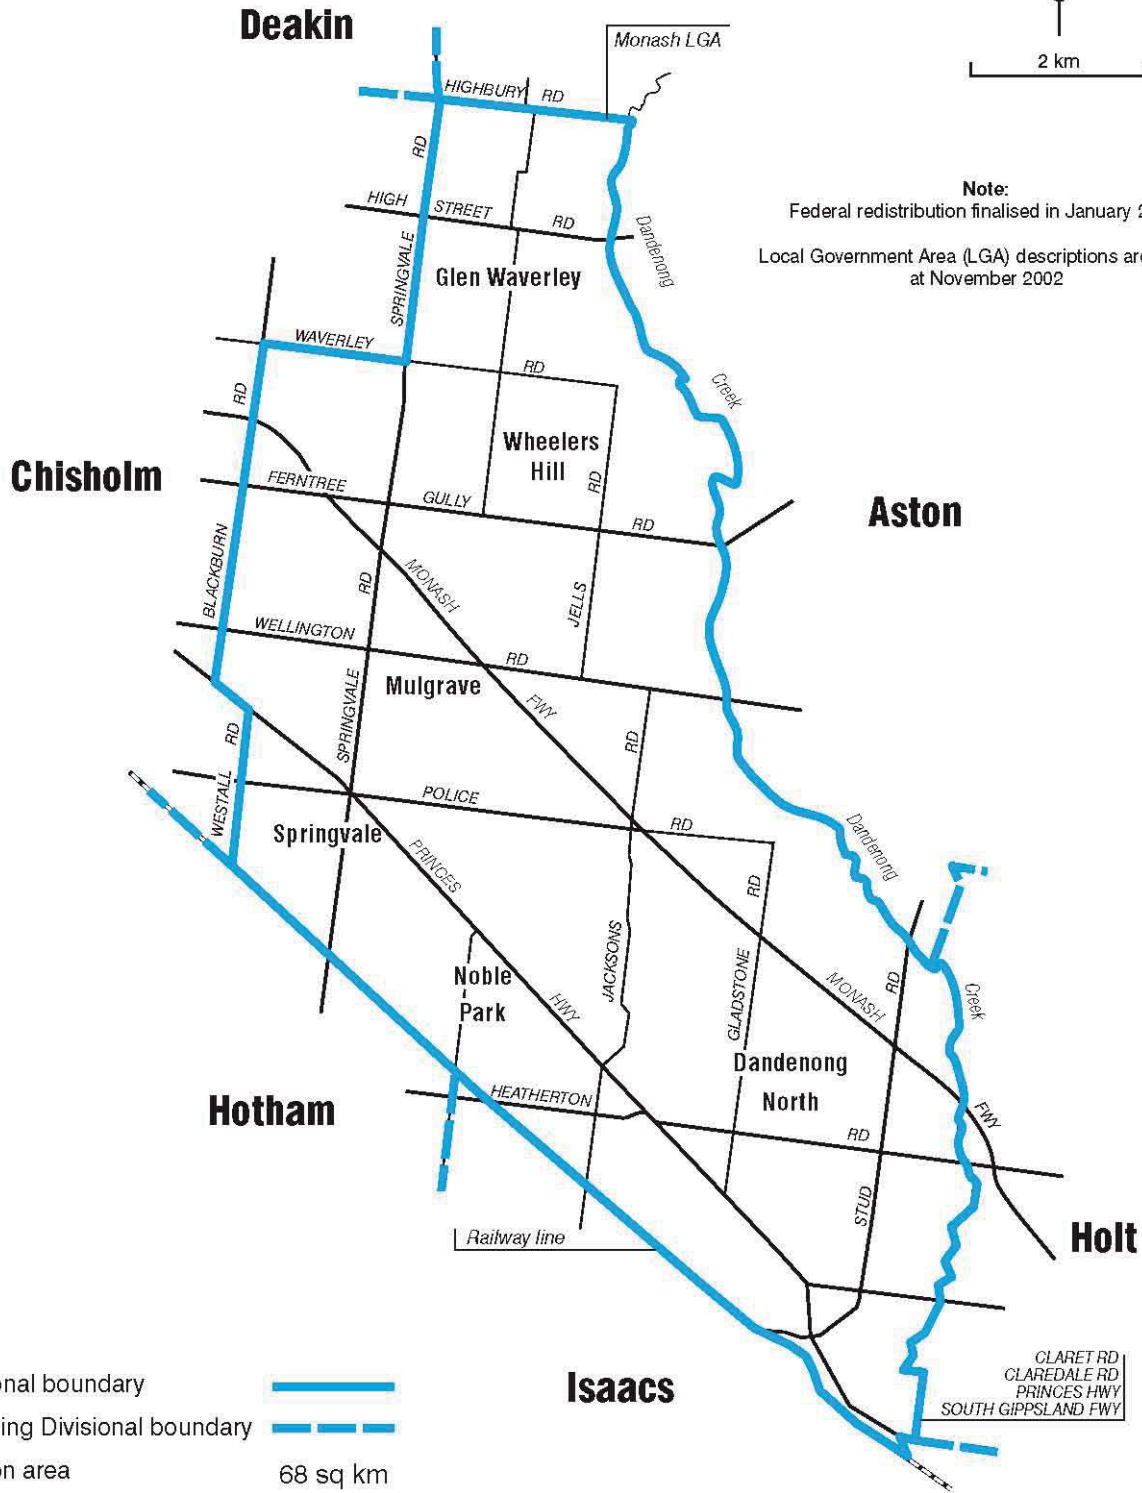 Deakin
Monash LGA
2 km
HIGHBURY RD
RD
Note:
Federal redistribution finalised in January 2
HIGH STREET RD
Dandenong
Local Government Area (LGA) descriptions are
at November 2002
SPRINGVALE
Glen Waverley
WAVERLEY
RD
RD
Creek
Wheelers
Hill
Chisholm
FERNTREE GULLY RD
RD
Aston
BLACKBURN
RD
MONASH
JELLS
WELLINGTON RD
Mulgrave
SPRINGVALE
FWY
RD
RD
WESTALL
POLICE RD
Springvale
PRINCES
Dandenong
RD
JACKSONS
Noble
Park
HWY
GLADSTONE
MONASH
RD
Creek
Dandenong
North
Hotham
HEATHERTON
RD
FWY
STUD
Railway line
Holt
Isaacs
CLARET RD
CLAREDALE RD
PRINCES HWY
SOUTH GIPPSLAND FWY
onal boundary
ing Divisional boundary
on area 68 sq km